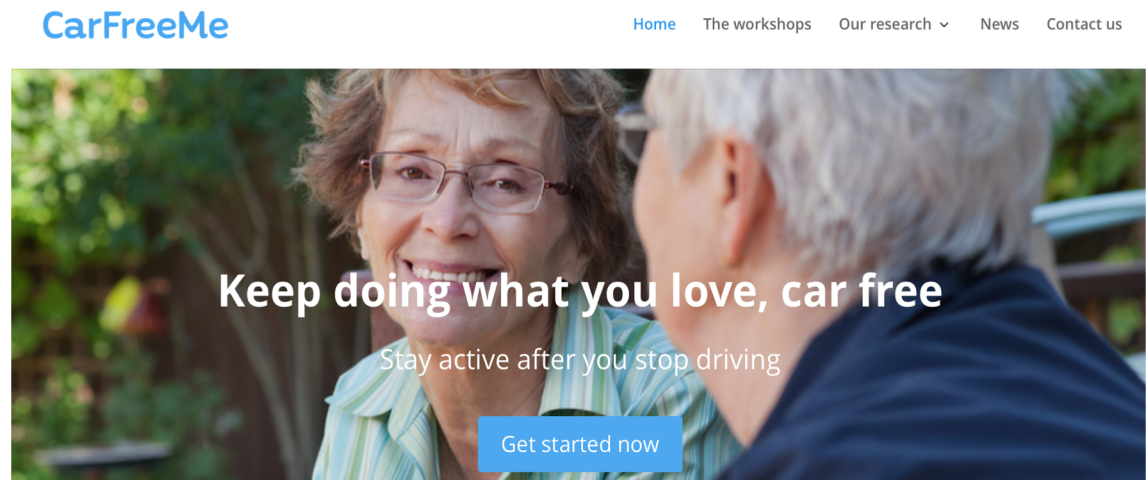 CarFreeMe
Home The workshops Our research News Contact us
Keep doing what you love, car free
Stay active after you stop driving
Get started now